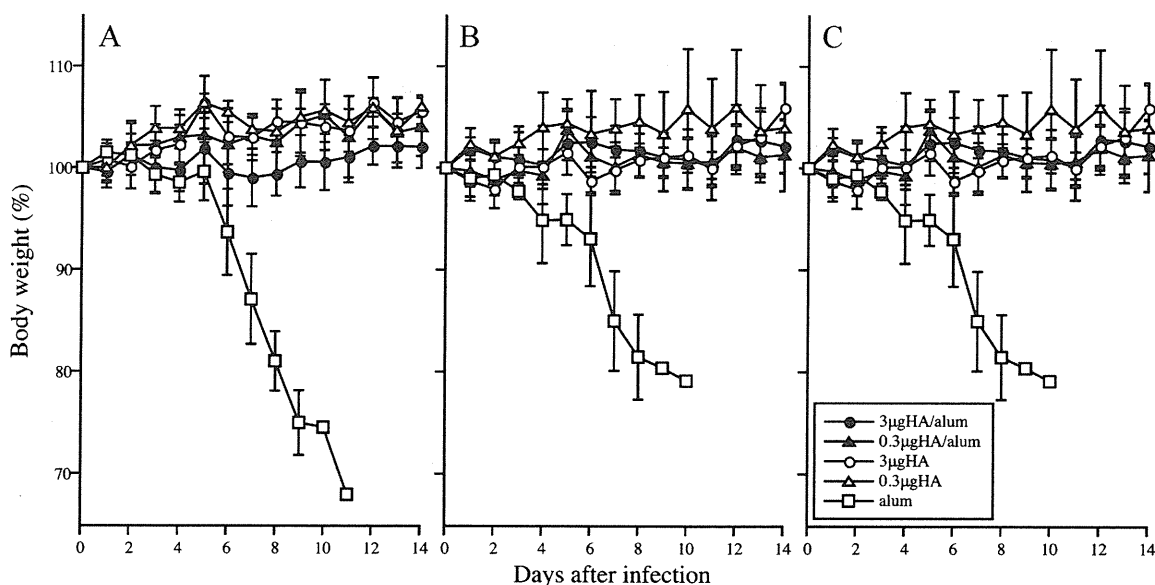 A
B
C
Body weight (%)
110
100
90
80
70
0 2 4 6 8 10 12 14
0 2 4 6 8 10 12 14
0 2 4 6 8 10 12 14
Days after infection
3μgHA/alum
0.3μgHA/alum
3μgHA
0.3μgHA
alum